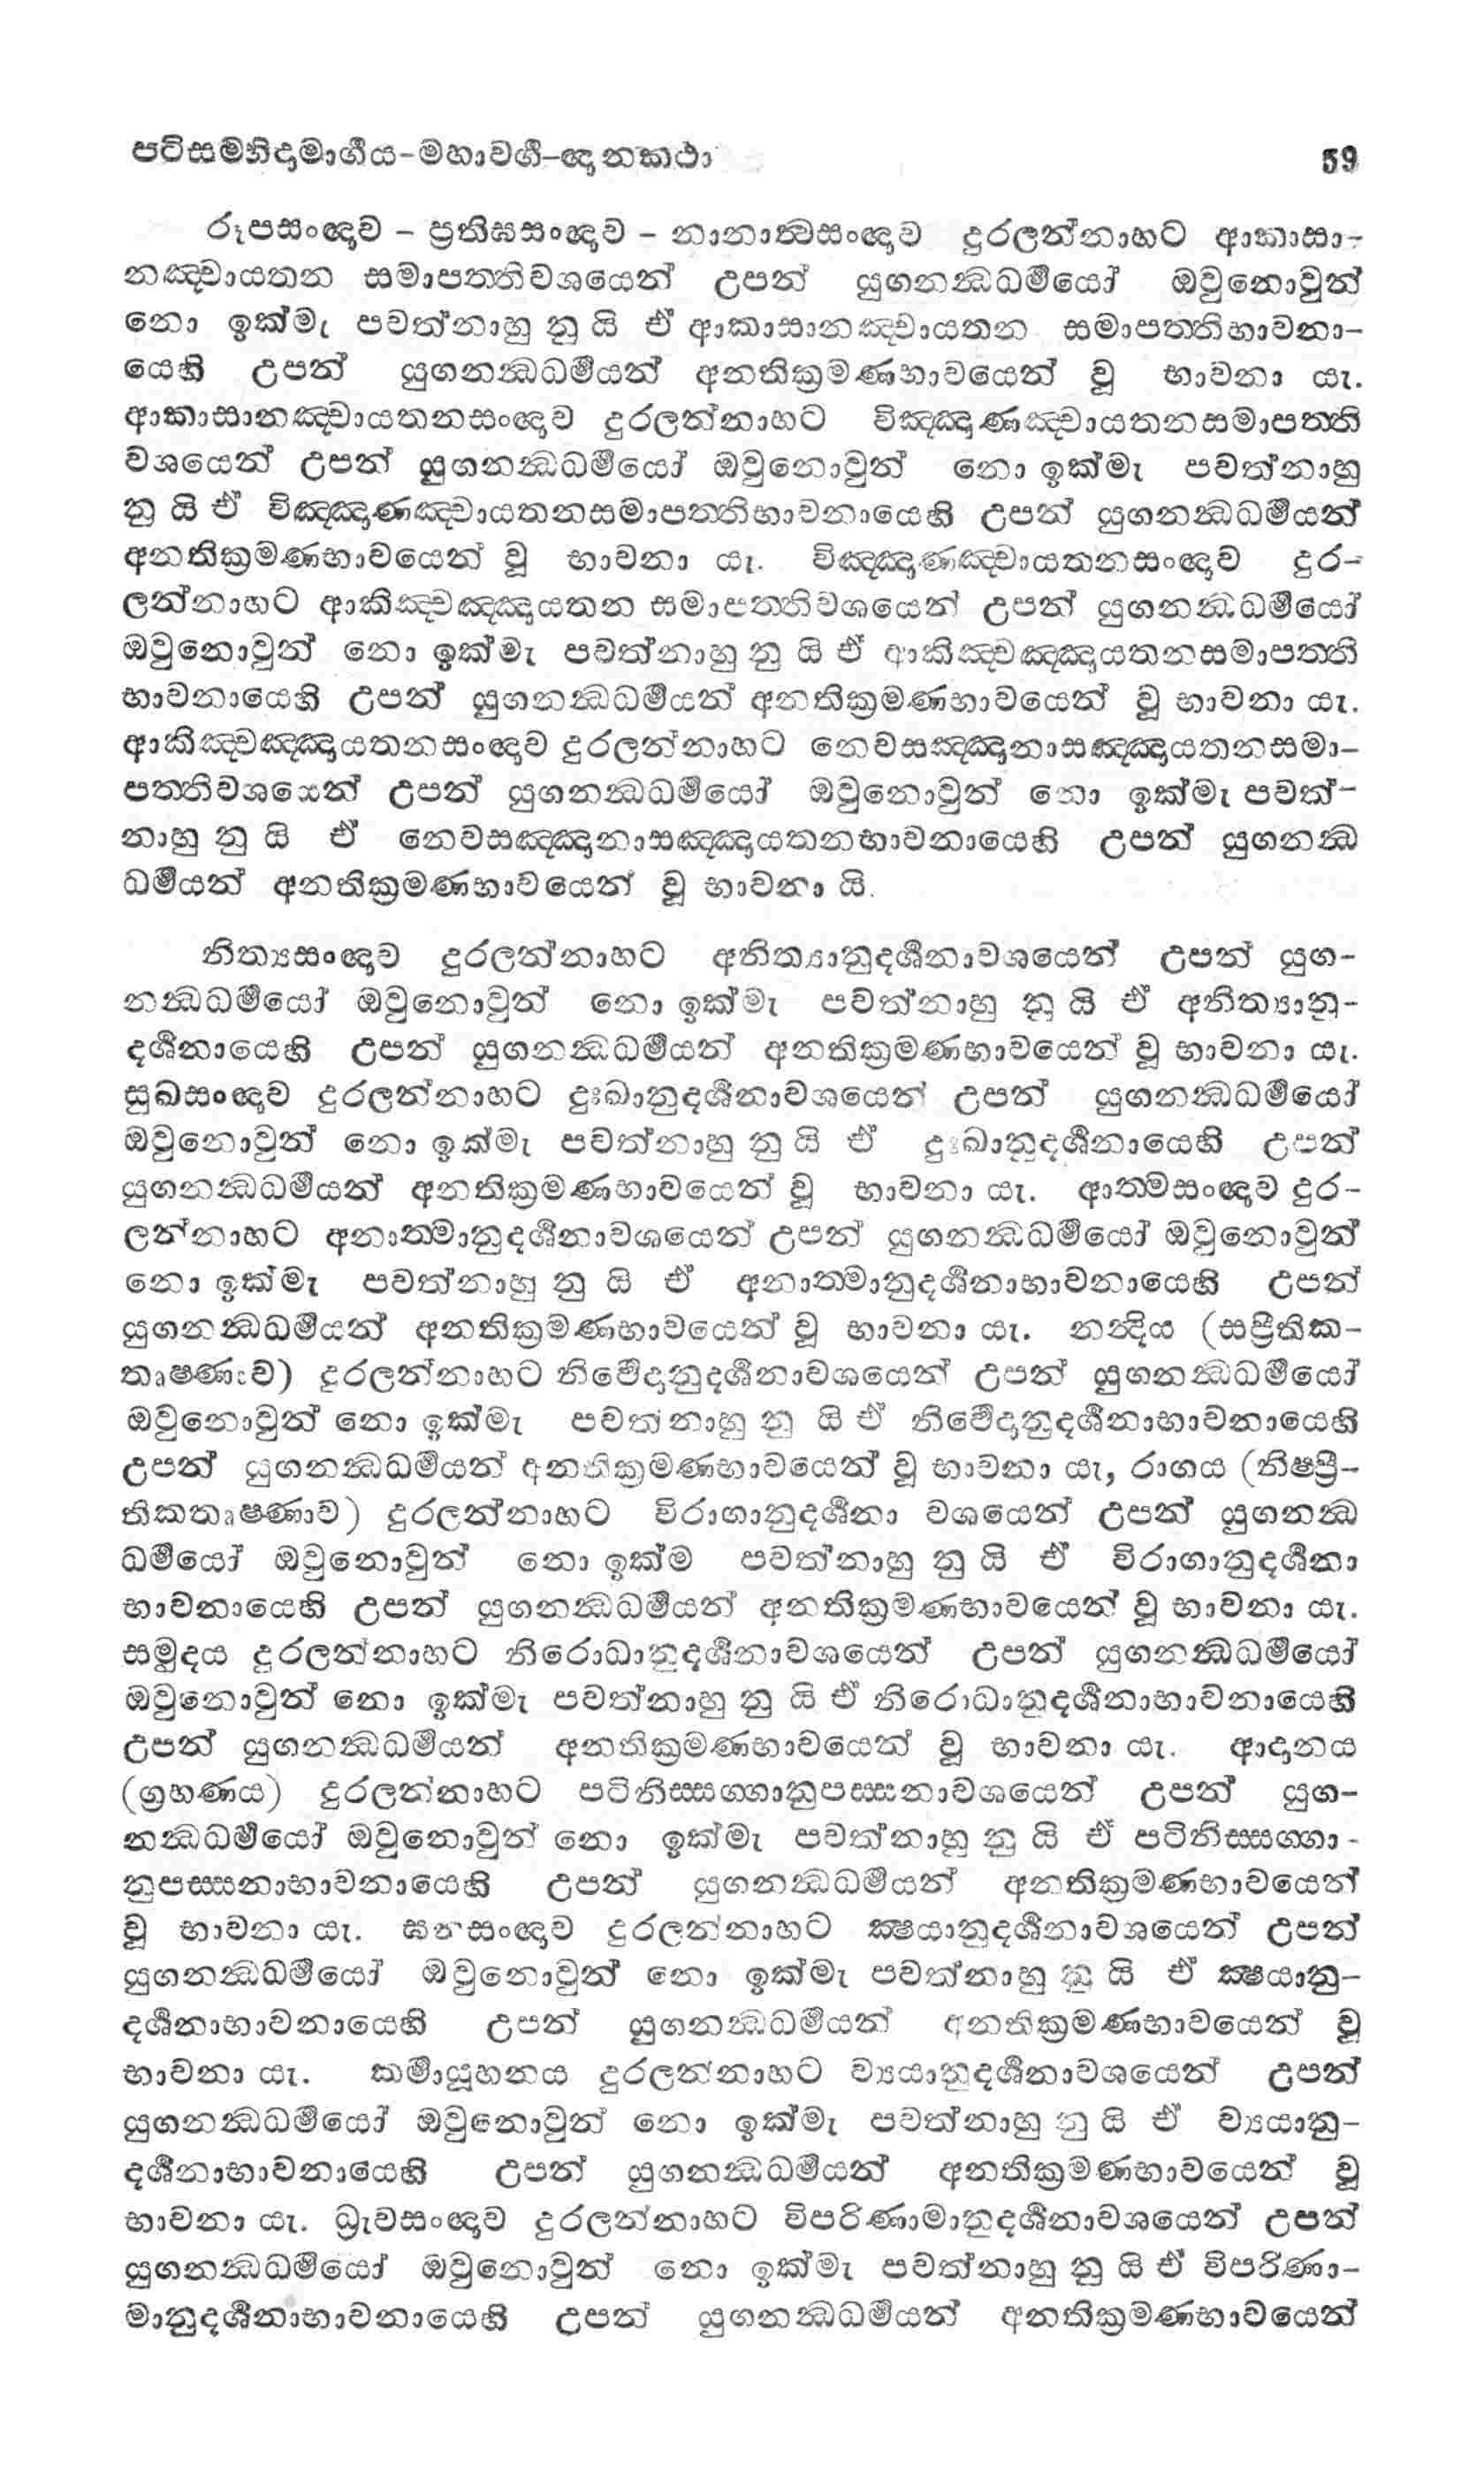 පටිසම්භිදාමාර්ගය-මහාවර්ග-ඥානකථා 59
රූපසංඥාව – ප්‍රතිඝසංඥාව – නානාත්වසංඥාව දුරලන්නාහට ආකාසා-
නඤ්චායතන සමාපත්තිවශයෙන් උපන් යුගනද්ධධර්මයෝ ඔවුනොවුන්
නො ඉක්මැ පවත්නාහු නු යි ඒ ආකාසානඤ්චායතන සමාපත්තිභාවනා-
යෙහි උපන් යුගනද්ධධර්මයන් අනතික්‍රමණභාවයෙන් වූ භාවනා යැ.
ආකාසානඤ්චායතනසංඥාව දුරලන්නාහට විඤ්ඤාණඤ්චායතනසමාපත්ති
වශයෙන් උපන් යුගනද්ධධර්මයෝ ඔවුනොවුන් නො ඉක්මැ පවත්නාහු
නු යි ඒ විඤ්ඤාණඤ්චායතනසමාපත්තිභාවනායෙහි උපන් යුගනද්ධධර්මයන්
අනතික්‍රමණභාවයෙන් වූ භාවනා යැ. විඤ්ඤාණඤ්චායතනසංඥාව දුර-
ලන්නාහට ආකිඤ්චඤ්ඤායතන සමාපත්තිවශයෙන් උපන් යුගනද්ධධර්මයෝ
ඔවුනොවුන් නො ඉක්මැ පවත්නාහු නු යි ඒ ආකිඤ්චඤ්ඤායතනසමාපත්ති
භාවනායෙහි උපන් යුගනද්ධධර්මයන් අනතික්‍රමණභාවයෙන් වූ භාවනා යැ.
ආකිඤ්චඤ්ඤායතනසංඥාව දුරලන්නාහට නෙවසඤ්ඤානාසඤ්ඤායතනසමා-
පත්තිවශයෙන් උපන් යුගනද්ධධර්මයෝ ඔවුනොවුන් නො ඉක්මැ පවත්-
නාහු නු යි ඒ නෙවසඤ්ඤානාසඤ්ඤායතනභාවනායෙහි උපන් යුගනද්ධ
ධර්මයන් අනතික්‍රමණභාවයෙන් වූ භාවනා යි.
නිත්‍යසංඥාව දුරලන්නාහට අනිත්‍යානුදර්ශනාවශයෙන් උපන් යුග-
නද්ධධර්මයෝ ඔවුනොවුන් නො ඉක්මැ පවත්නාහු නු යි ඒ අනිත්‍යානු-
දර්ශනායෙහි උපන් යුගනද්ධධර්මයන් අනතික්‍රමණභාවයෙන් වූ භාවනා යැ.
සුඛසංඥාව දුරලන්නාහට දුඃඛානුදර්ශනාවශයෙන් උපන් යුගනද්ධධර්මයෝ
ඔවුනොවුන් නො ඉක්මැ පවත්නාහු නු යි ඒ දුඃඛානුදර්ශනායෙහි උපන්
යුගනද්ධධර්මයන් අනතික්‍රමණභාවයෙන් වූ භාවනා යැ. ආත්මසංඥාව දුර-
ලන්නාහට අනාත්මානුදර්ශනාවශයෙන් උපන් යුගනද්ධධර්මයෝ ඔවුනොවුන්
නො ඉක්මැ පවත්නාහු නු යි ඒ අනාත්මානුදර්ශනාභාවනායෙහි උපන්
යුගනද්ධධර්මයන් අනතික්‍රමණභාවයෙන් වූ භාවනා යැ. නන්දිය (සප්‍රීතික-
තෘෂ්ණාව) දුරලන්නාහට නිර්වේදානුදර්ශනාවශයෙන් උපන් යුගනද්ධධර්මයෝ
ඔවුනොවුන් නො ඉක්මැ පවත්නාහු නු යි ඒ නිර්වේදානුදර්ශනාභාවනායෙහි
උපන් යුගනද්ධධර්මයන් අනතික්‍රමණභාවයෙන් වූ භාවනා යැ, රාගය (නිෂ්ප්‍රී-
තිකතෘෂ්ණාව) දුරලන්නාහට විරාගානුදර්ශනා වශයෙන් උපන් යුගනද්ධ
ධර්මයෝ ඔවුනොවුන් නො ඉක්ම පවත්නාහු නු යි ඒ විරාගානුදර්ශනා
භාවනායෙහි උපන් යුගනද්ධධර්මයන් අනතික්‍රමණභාවයෙන් වූ භාවනා යැ.
සමුදය දුරලන්නාහට නිරොධානුදර්ශනාවශයෙන් උපන් යුගනද්ධධර්මයෝ
ඔවුනොවුන් නො ඉක්මැ පවත්නාහු නු යි ඒ නිරොධානුදර්ශනාභාවනායෙහි
උපන් යුගනද්ධධර්මයන් අනතික්‍රමණභාවයෙන් වූ භාවනා යැ. ආදානය
(ග්‍රහණය) දුරලන්නාහට පටිනිස්සග්ගානුපස්සනාවශයෙන් උපන් යුග-
නද්ධධර්මයෝ ඔවුනොවුන් නො ඉක්මැ පවත්නාහු නු යි ඒ පටිනිස්සග්ගා-
නුපස්සනාභාවනායෙහි උපන් යුගනද්ධධර්මයන් අනතික්‍රමණභාවයෙන්
වූ භාවනා යැ. ඝනසංඥාව දුරලන්නාහට ක්‍ෂයානුදර්ශනාවශයෙන් උපන්
යුගනද්ධධර්මයෝ ඔවුනොවුන් නො ඉක්මැ පවත්නාහු නු යි ඒ ක්‍ෂයානු-
දර්ශනාභාවනායෙහි උපන් යුගනද්ධධර්මයන් අනතික්‍රමණභාවයෙන් වූ
භාවනා යැ. කර්මායූහනය දුරලන්නාහට ව්‍යයානුදර්ශනාවශයෙන් උපන්
යුගනද්ධධර්මයෝ ඔවුනොවුන් නො ඉක්මැ පවත්නාහු නු යි ඒ ව්‍යයානු-
දර්ශනාභාවනායෙහි උපන් යුගනද්ධධර්මයන් අනතික්‍රමණභාවයෙන් වූ
භාවනා යැ. ධ්‍රැවසංඥාව දුරලන්නාහට විපරිණාමානුදර්ශනාවශයෙන් උපන්
යුගනද්ධධර්මයෝ ඔවුනොවුන් නො ඉක්මැ පවත්නාහු නු යි ඒ විපරිණා-
මානුදර්ශනාභාවනායෙහි උපන් යුගනද්ධධර්මයන් අනතික්‍රමණභාවයෙන්